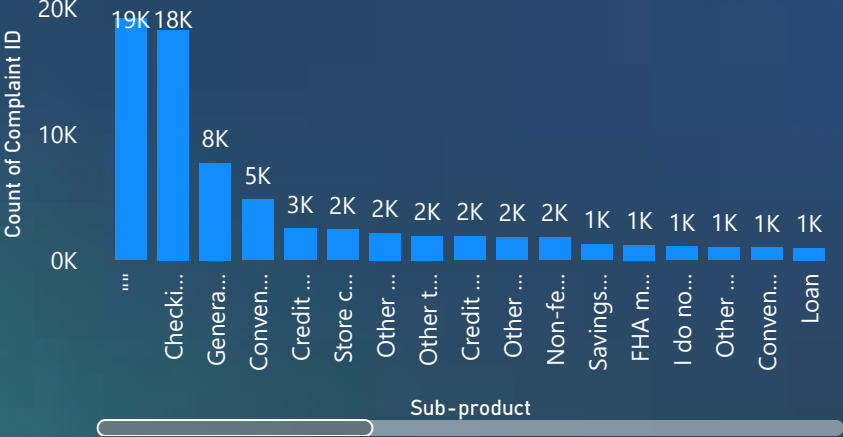 20K
10K
0K
Count of Complaint ID
19K 18K 8K 5K 3K 2K 2K 2K 2K 2K 2K 1K 1K 1K 1K 1K 1K
""
Checki...
Genera...
Conven...
Credit ...
Store c...
Other ...
Other t...
Credit ...
Other ...
Non-fe...
Savings...
FHA m...
I do no...
Other ...
Conven...
Loan
Sub-product